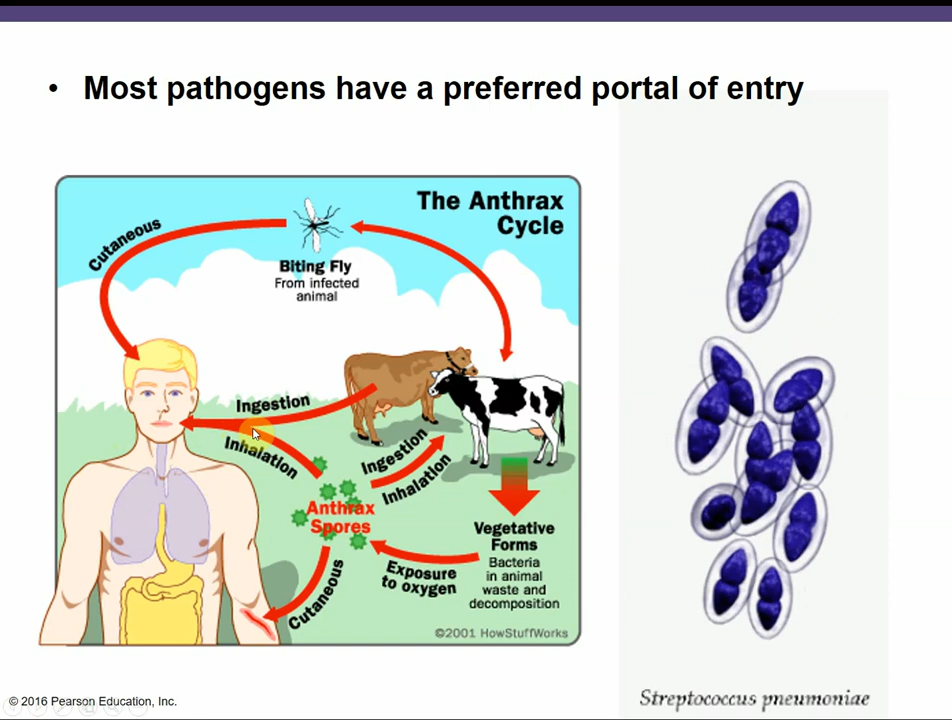 • Most pathogens have a preferred portal of entry
The Anthrax
Cycle
Cutaneous
Biting Fly
From infected
animal
Ingestion
Inhalation
Ingestion
Inhalation
Anthrax
Spores
Vegetative
Forms
Bacteria
in animal
waste and
decomposition
Exposure
to oxygen
Cutaneous
©2001 HowStuffWorks
Streptococcus pneumoniae
© 2016 Pearson Education, Inc.